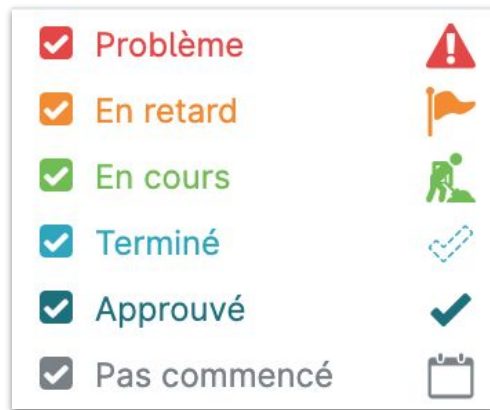 Problème
En retard
En cours
Terminé
Approuvé
Pas commencé